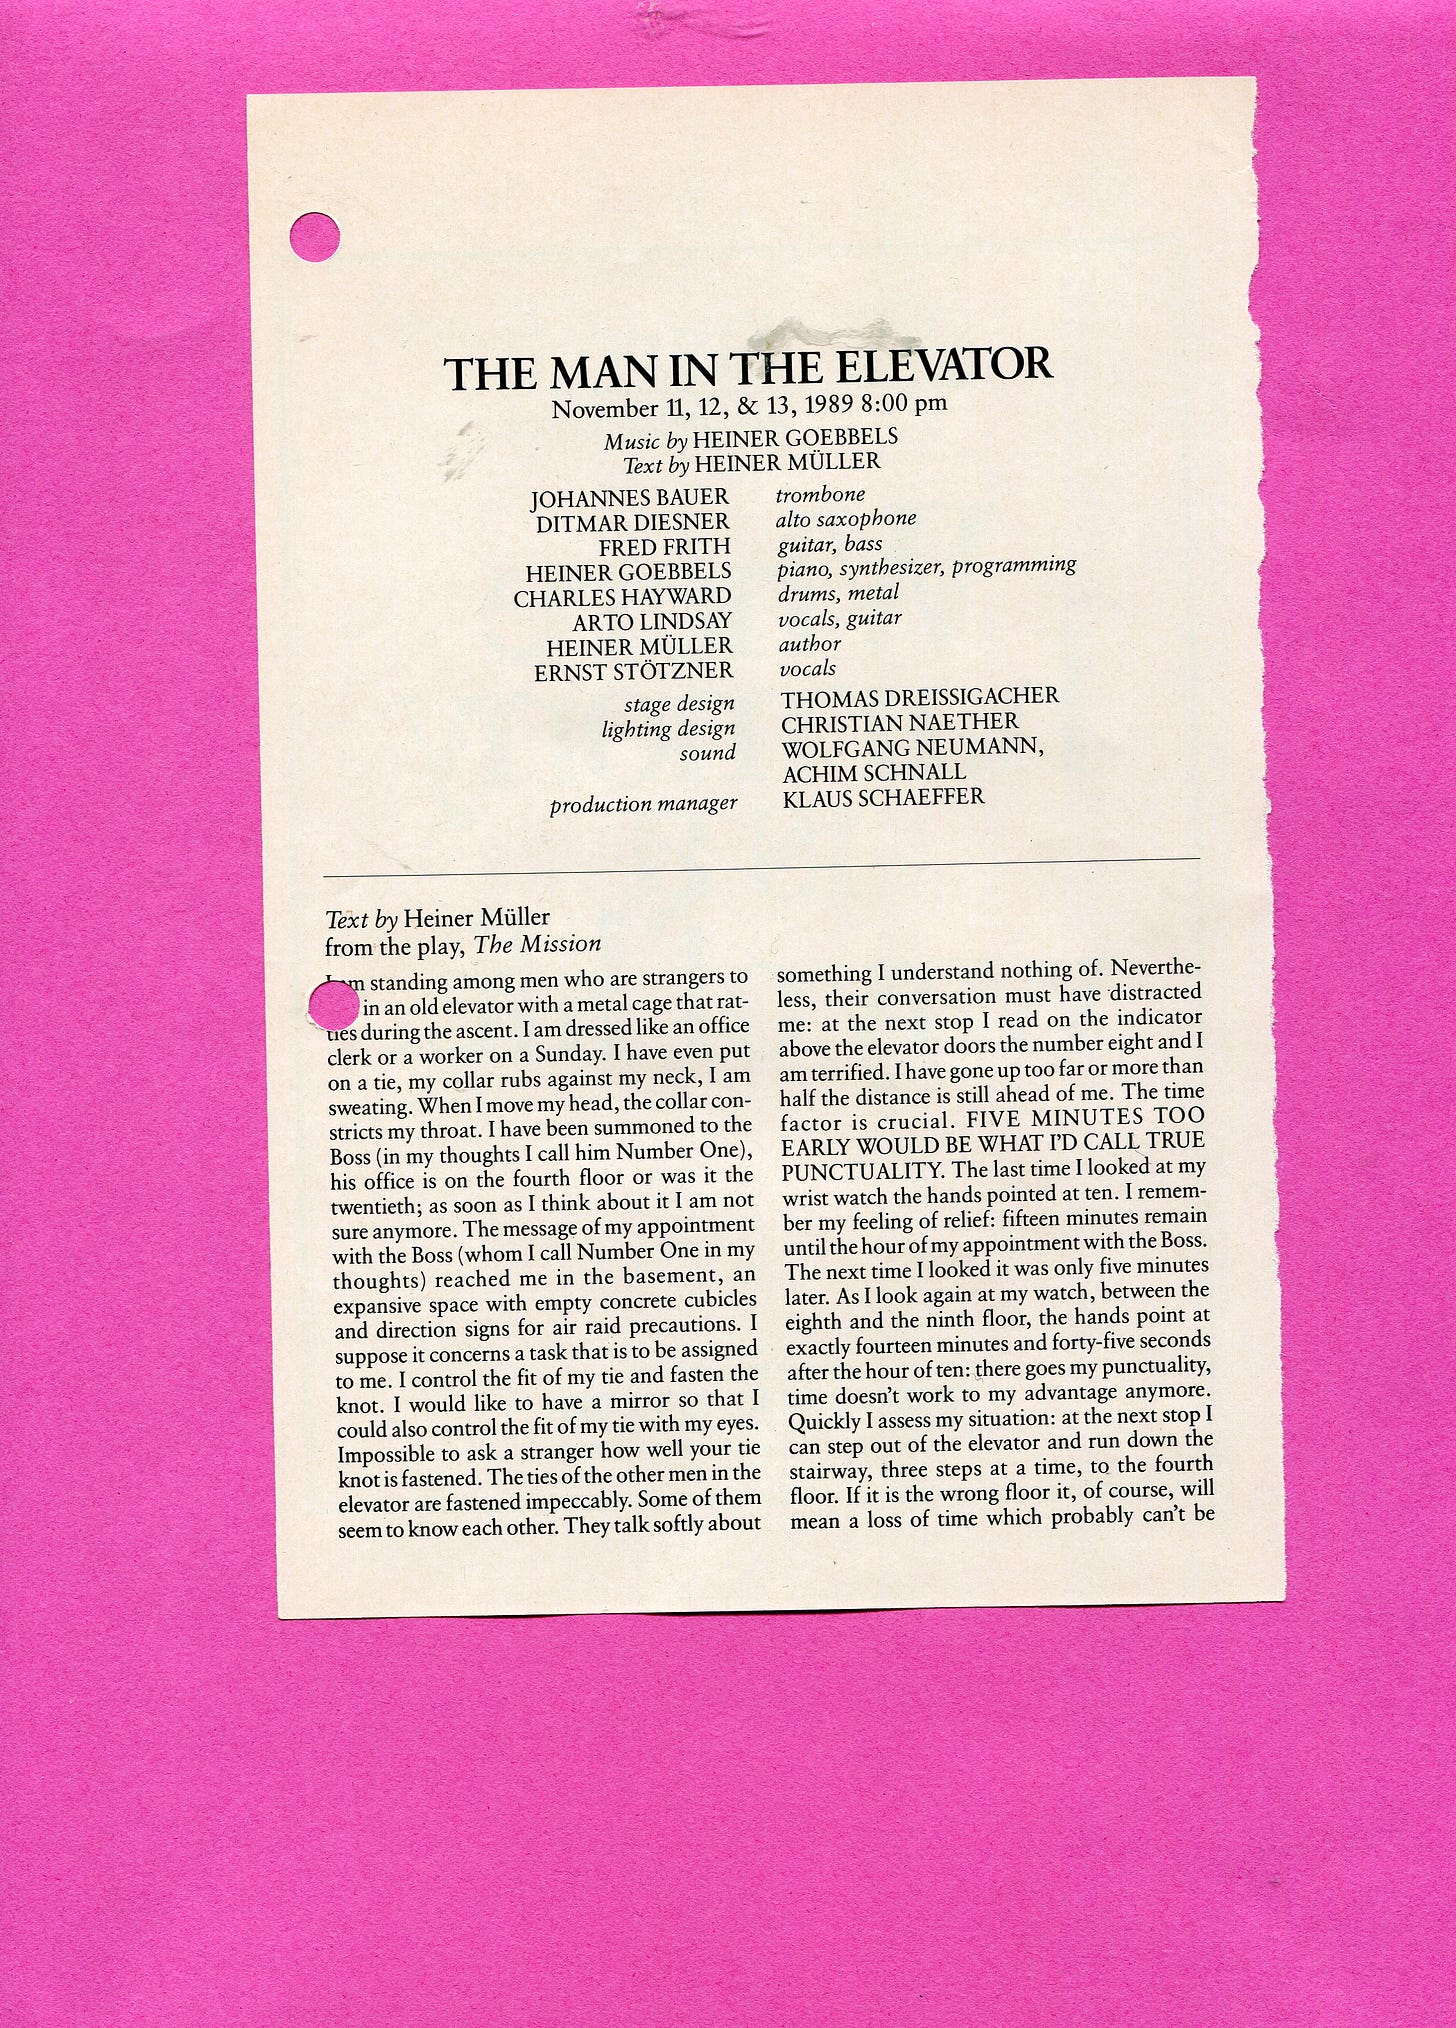 THE MAN IN THE ELEVATOR
November 11, 12, & 13, 1989 8:00 pm
Music by HEINER GOEBBELS
Text by HEINER MÜLLER
JOHANNES BAUER trombone
DITMAR DIESNER alto saxophone
FRED FRITH guitar, bass
HEINER GOEBBELS piano, synthesizer, programming
CHARLES HAYWARD drums, metal
ARTO LINDSAY vocals, guitar
HEINER MÜLLER author
ERNST STÖTZNER vocals
stage design THOMAS DREISSIGACHER
lighting design CHRISTIAN NAETHER
sound WOLFGANG NEUMANN,
ACHIM SCHNALL
production manager KLAUS SCHAEFFER
Text by Heiner Müller
from the play, The Mission
standing among men who are strangers to
in an old elevator with a metal cage that rat-
tles during the ascent. I am dressed like an office
clerk or a worker on a Sunday. I have even put
on a tie, my collar rubs against my neck, I am
sweating. When I move my head, the collar con-
stricts my throat. I have been summoned to the
Boss (in my thoughts I call him Number One),
his office is on the fourth floor or was it the
twentieth; as soon as I think about it I am not
sure anymore. The message of my appointment
with the Boss (whom I call Number One in my
thoughts) reached me in the basement, an
expansive space with empty concrete cubicles
and direction signs for air raid precautions. I
suppose it concerns a task that is to be assigned
to me. I control the fit of my tie and fasten the
knot. I would like to have a mirror so that I
could also control the fit of my tie with my eyes.
Impossible to ask a stranger how well your tie
knot is fastened. The ties of the other men in the
elevator are fastened impeccably. Some of them
seem to know each other. They talk softly about
something I understand nothing of. Neverthe-
less, their conversation must have distracted
me: at the next stop I read on the indicator
above the elevator doors the number eight and I
am terrified. I have gone up too far or more than
half the distance is still ahead of me. The time
factor is crucial. FIVE MINUTES TOO
EARLY WOULD BE WHAT I'D CALL TRUE
PUNCTUALITY. The last time I looked at my
wrist watch the hands pointed at ten. I remem-
ber my feeling of relief: fifteen minutes remain
until the hour of my appointment with the Boss.
The next time I looked it was only five minutes
later. As I look again at my watch, between the
eighth and the ninth floor, the hands point at
exactly fourteen minutes and forty-five seconds
after the hour of ten: there goes my punctuality,
time doesn't work to my advantage anymore.
Quickly I assess my situation: at the next stop I
can step out of the elevator and run down the
stairway, three steps at a time, to the fourth
floor. If it is the wrong floor it, of course, will
mean a loss of time which probably can't be